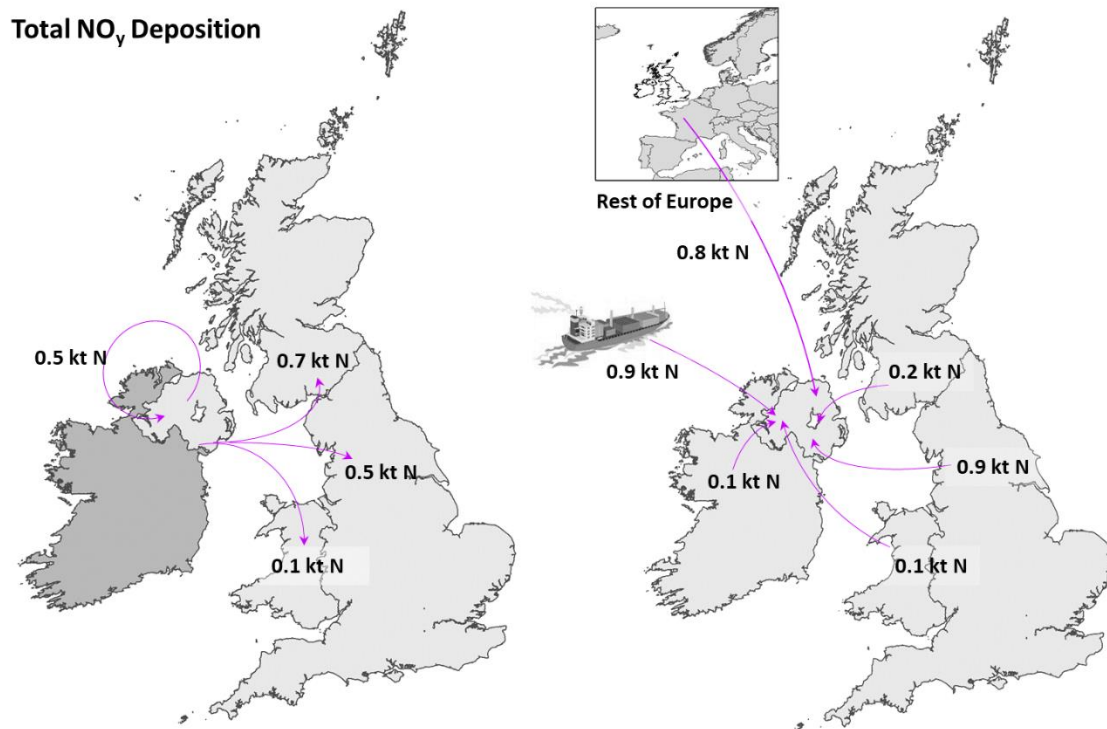 Total NOy Deposition
0.5 kt N
0.7 kt N
0.5 kt N
0.1 kt N
Rest of Europe
0.8 kt N
0.9 kt N
0.2 kt N
0.1 kt N
0.9 kt N
0.1 kt N